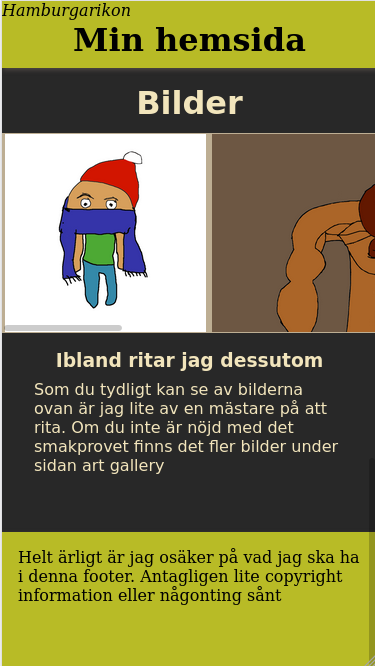 Hamburgarikon
Min hemsida
Bilder
Ibland ritar jag dessutom
Som du tydligt kan se av bilderna
ovan är jag lite av en mästare på att
rita. Om du inte är nöjd med det
smakprovet finns det fler bilder under
sidan art gallery
Helt ärligt är jag osäker på vad jag ska ha
i denna footer. Antagligen lite copyright
information eller någonting sånt